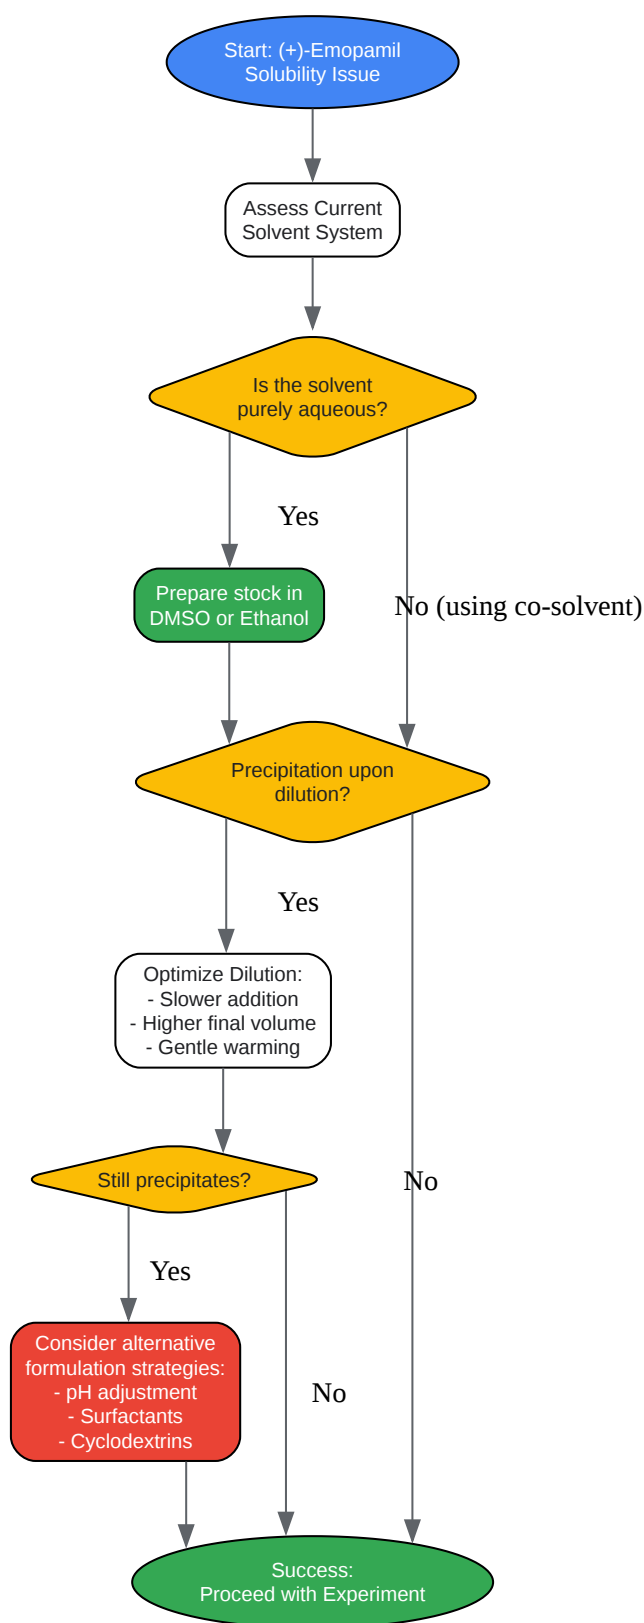 Start: (+)-Emopamil
Solubility Issue
Assess Current
Solvent System
Is the solvent
purely aqueous?
Yes
Prepare stock in
DMSO or Ethanol
No (using co-solvent)
Precipitation upon
dilution?
Yes
Optimize Dilution:
- Slower addition
- Higher final volume
- Gentle warming
Still precipitates?
No
Yes
Consider alternative
formulation strategies:
- pH adjustment
- Surfactants
- Cyclodextrins
No
Success:
Proceed with Experiment